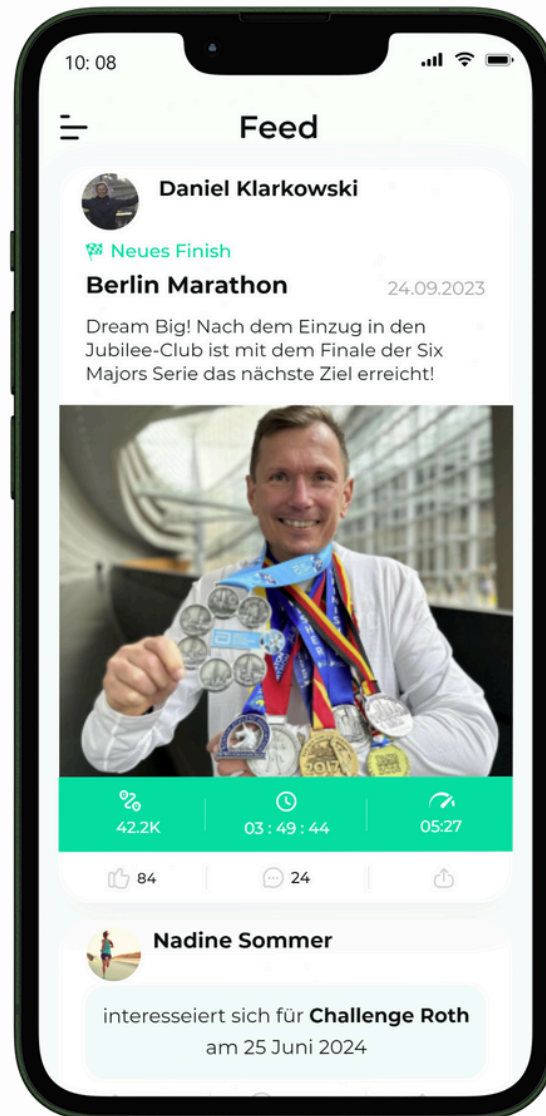 10: 08
Feed
Daniel Klarkowski
Neues Finish
Berlin Marathon
24.09.2023
Dream Big! Nach dem Einzug in den
Jubilee-Club ist mit dem Finale der Six
Majors Serie das nächste Ziel erreicht!
2017
42.2K
03 : 49 : 44
05:27
84
24
Nadine Sommer
interesseiert sich für Challenge Roth
am 25 Juni 2024